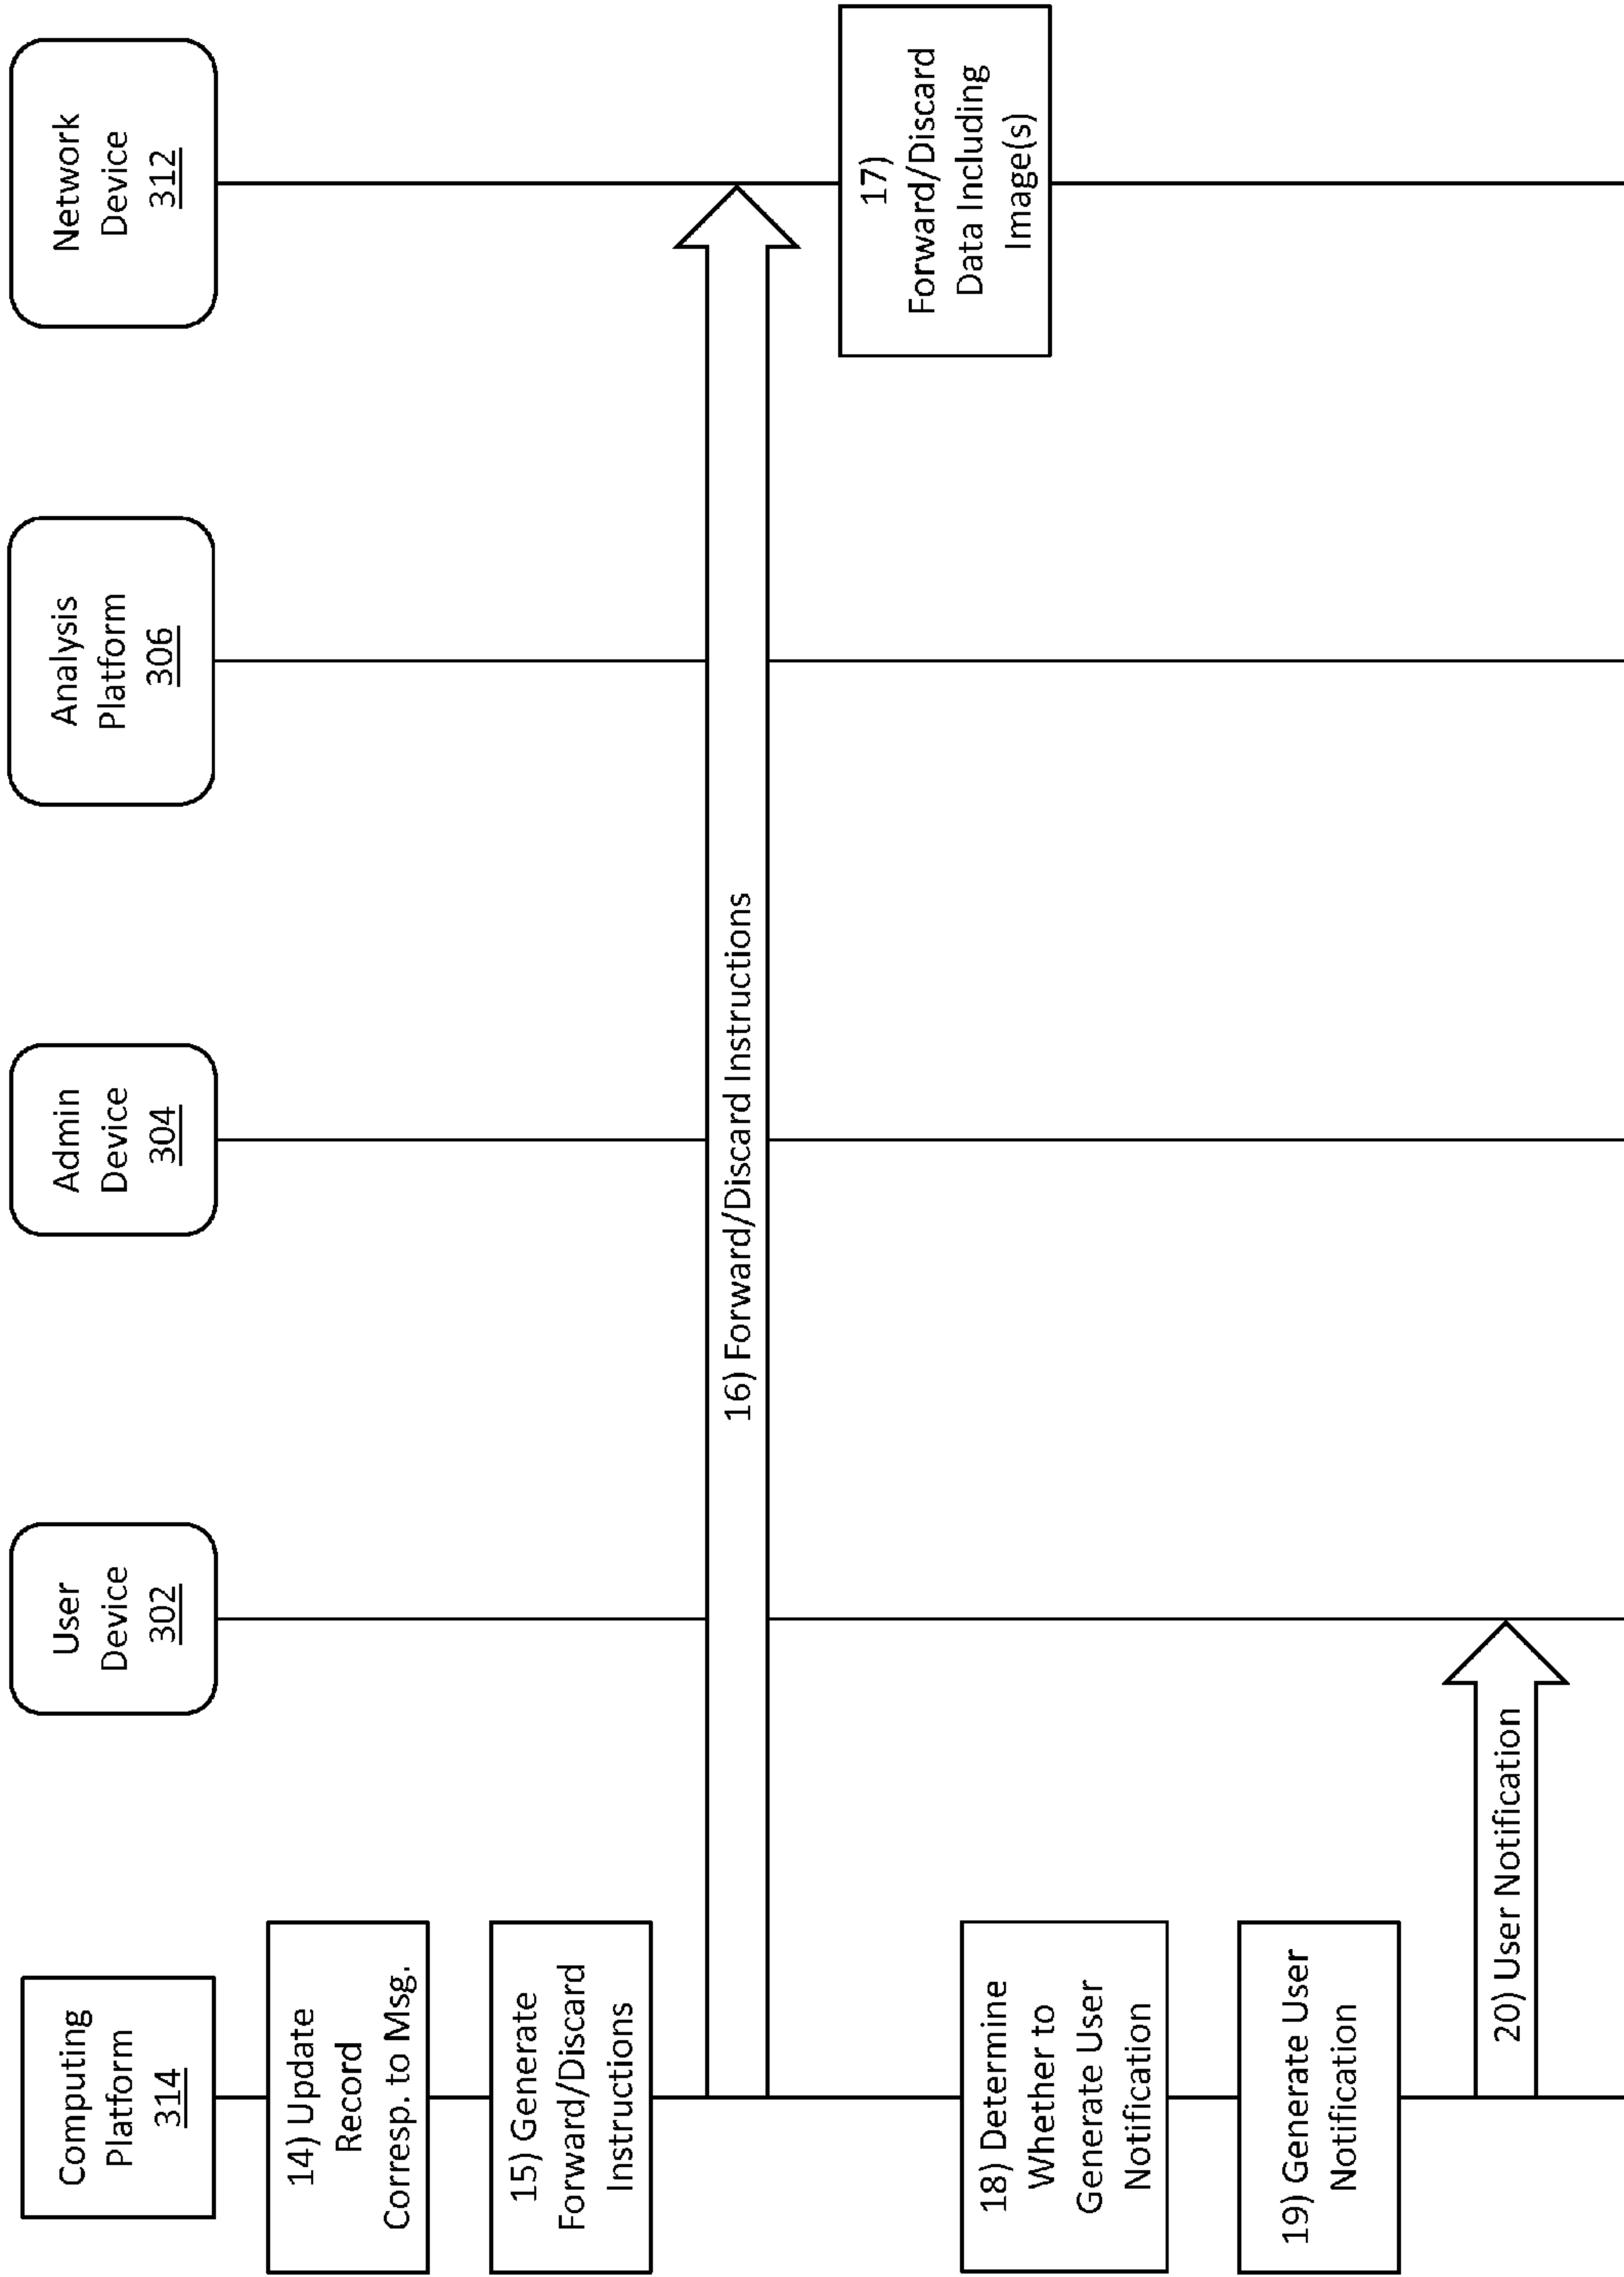 Computing
Platform
314
User
Device
302
Admin
Device
304
Analysis
Platform
306
Network
Device
312
14) Update
Record
Corresp. to Msg.
15) Generate
Forward/Discard
Instructions
16) Forward/Discard Instructions
17)
Forward/Discard
Data Including
Image(s)
18) Determine
Whether to
Generate User
Notification
19) Generate User
Notification
20) User Notification